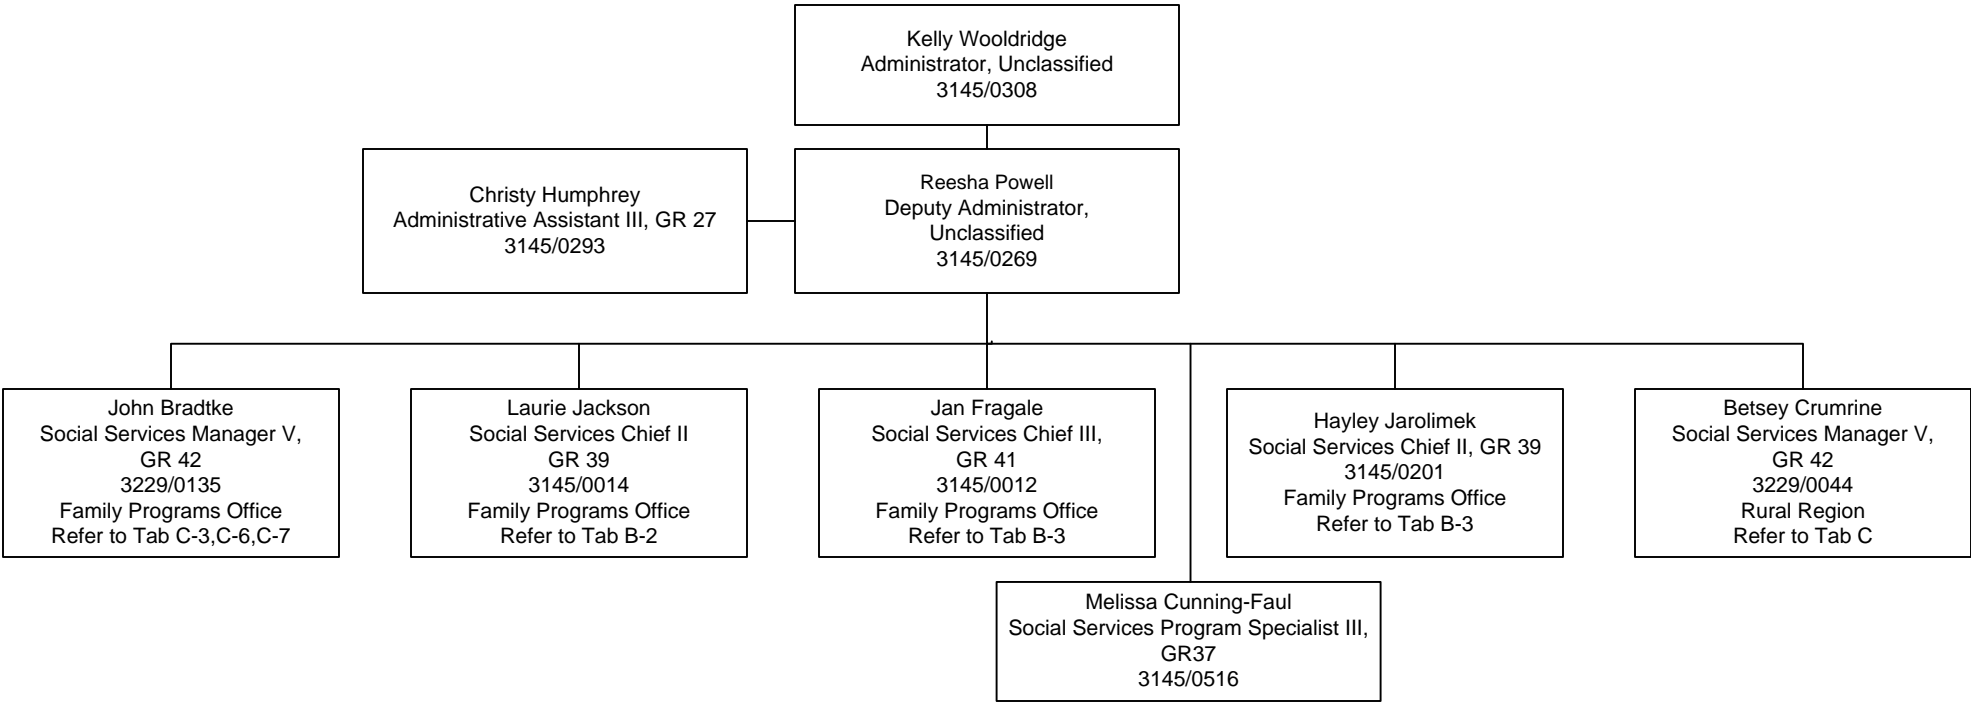 Kelly Wooldridge
Administrator, Unclassified
3145/0308
Christy Humphrey
Administrative Assistant III, GR 27
3145/0293
Reesha Powell
Deputy Administrator,
Unclassified
3145/0269
John Bradtke
Social Services Manager V,
GR 42
3229/0135
Family Programs Office
Refer to Tab C-3,C-6,C-7
Laurie Jackson
Social Services Chief II
GR 39
3145/0014
Family Programs Office
Refer to Tab B-2
Jan Fragale
Social Services Chief III,
GR 41
3145/0012
Family Programs Office
Refer to Tab B-3
Hayley Jarolimek
Social Services Chief II, GR 39
3145/0201
Family Programs Office
Refer to Tab B-3
Betsey Crumrine
Social Services Manager V,
GR 42
3229/0044
Rural Region
Refer to Tab C
Melissa Cunning-Faul
Social Services Program Specialist III,
GR37
3145/0516